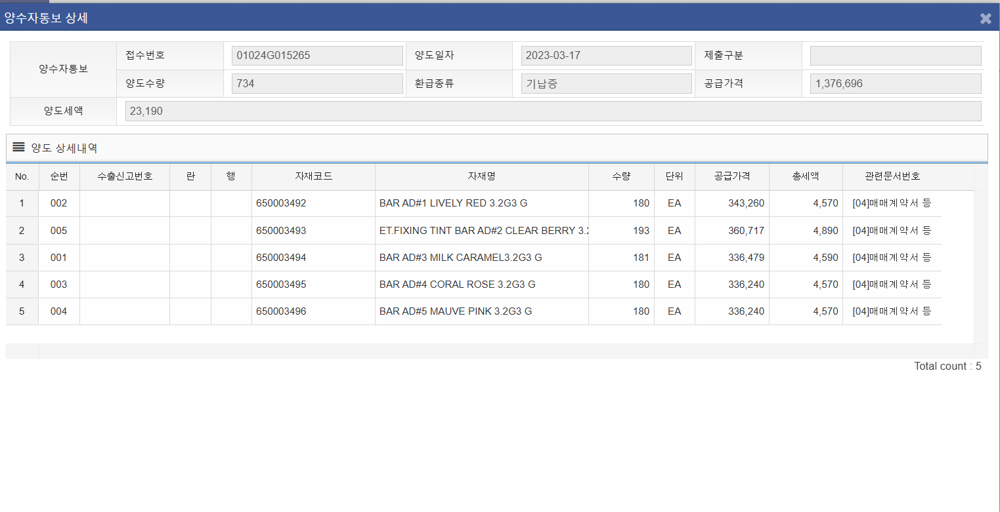 양수자통보 상세
양수자통보 접수번호 01024G015265 양도일자 2023-03-17 제출구분
양도수량 734 환급종류 기납증 공급가격 1,376,696
양도세액 23,190
양도 상세내역
No. 순번 수출신고번호 란 행 자재코드 자재명 수량 단위 공급가격 총세액 관련문서번호
1 002 650003492 BAR AD#1 LIVELY RED 3.2G3 G 180 EA 343,260 4,570 [04]매매계약서 등
2 005 650003493 ET.FIXING TINT BAR AD#2 CLEAR BERRY 3.2 193 EA 360,717 4,890 [04]매매계약서 등
3 001 650003494 BAR AD#3 MILK CARAMEL3.2G3 G 181 EA 336,479 4,590 [04]매매계약서 등
4 003 650003495 BAR AD#4 CORAL ROSE 3.2G3 G 180 EA 336,240 4,570 [04]매매계약서 등
5 004 650003496 BAR AD#5 MAUVE PINK 3.2G3 G 180 EA 336,240 4,570 [04]매매계약서 등
Total count : 5